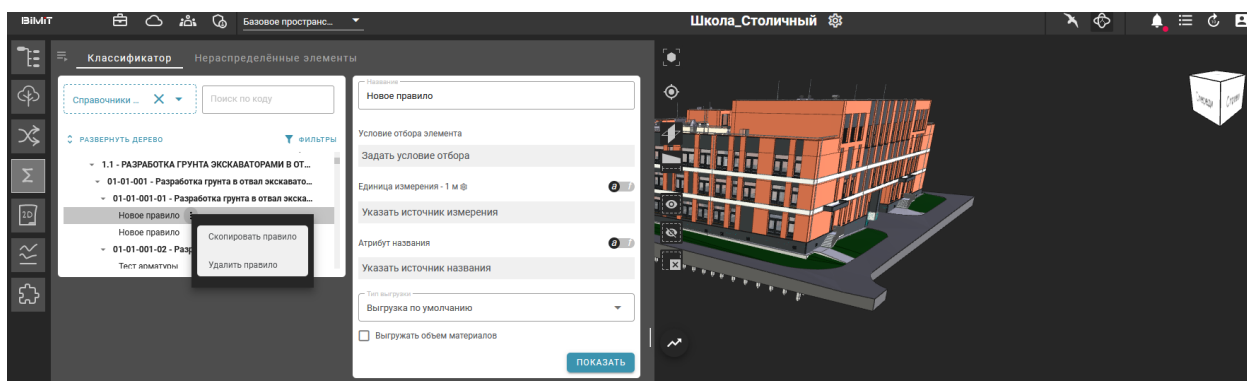 BIMIT
Базовое пространс...
Школа_Столичный
Классификатор
Нераспределённые элементы
Справочники ...
Поиск по коду
РАЗВЕРНУТЬ ДЕРЕВО
ФИЛЬТРЫ
1.1 - РАЗРАБОТКА ГРУНТА ЭКСКАВАТОРАМИ В ОТ...
01-01-001 - Разработка грунта в отвал экскавато...
01-01-001-01 - Разработка грунта в отвал экска...
Новое правило
Новое правило
01-01-001-02 - Разр
Тест арматуры
Скопировать правило
Удалить правило
Название
Новое правило
Условие отбора элемента
Задать условие отбора
Единица измерения - 1 м
a
Указать источник измерения
Атрибут названия
a
Указать источник названия
Тип выгрузки
Выгрузка по умолчанию
Выгружать объем материалов
ПОКАЗАТЬ
2D